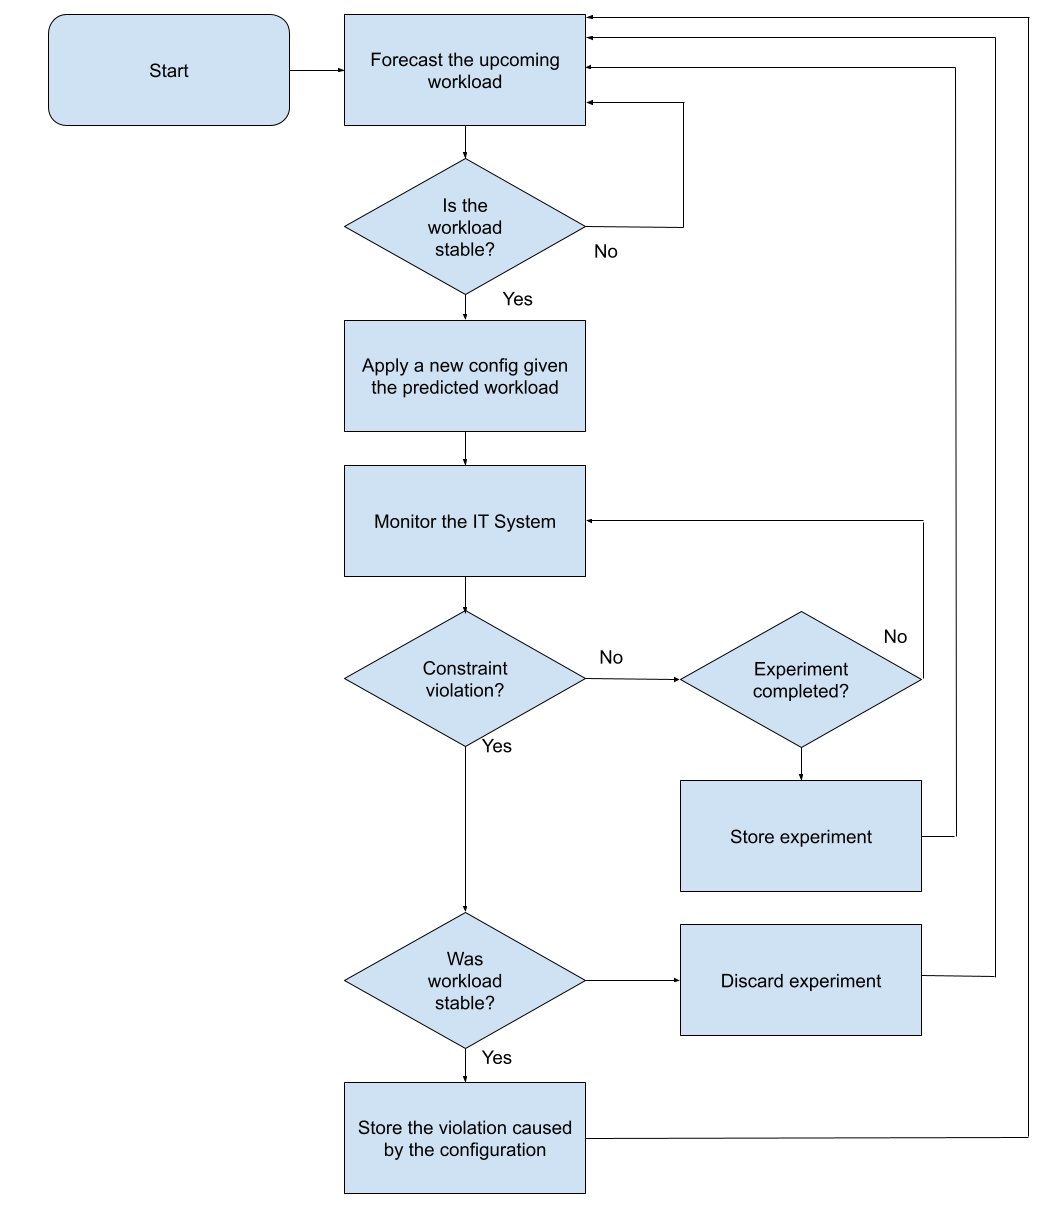 Start
Forecast the upcoming
workload
Is the
workload
stable?
No
Yes
Apply a new config given
the predicted workload
Monitor the IT System
Constraint
violation?
No
Experiment
completed?
No
Yes
Store experiment
Was
workload
stable?
Discard experiment
Yes
Store the violation caused
by the configuration